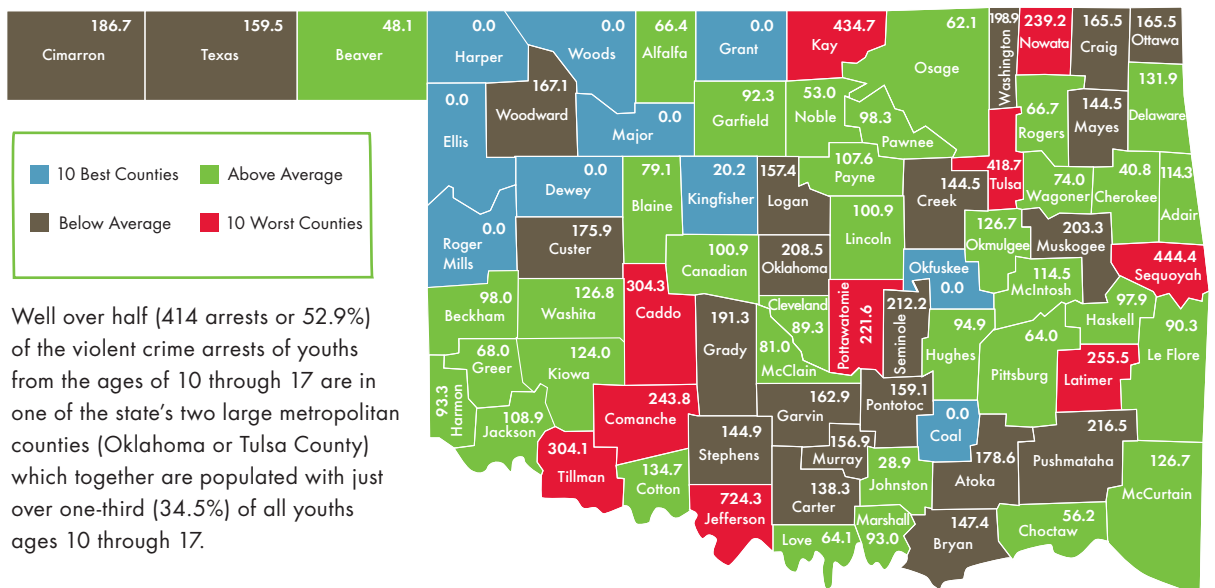 186.7
Cimarron
159.5
Texas
48.1
Beaver
0.0
Harper
0.0
Woods
66.4
Alfalfa
0.0
Grant
434.7
Kay
62.1
Osage
198.9
Washington
239.2
Nowata
165.5
Craig
165.5
Ottawa
0.0
Ellis
167.1
Woodward
0.0
Major
92.3
Garfield
53.0
Noble
98.3
Pawnee
66.7
Rogers
144.5
Mayes
131.9
Delaware
10 Best Counties
Above Average
Below Average
10 Worst Counties
0.0
Roger
Mills
0.0
Dewey
79.1
Blaine
20.2
Kingfisher
157.4
Logan
107.6
Payne
144.5
Creek
418.7
Tulsa
74.0
Wagoner
40.8
Cherokee
114.3
Adair
175.9
Custer
100.9
Canadian
208.5
Oklahoma
100.9
Lincoln
Okfuskee
0.0
126.7
Okmulgee
203.3
Muskogee
114.5
McIntosh
444.4
Sequoyah
98.0
Beckham
126.8
Washita
304.3
Caddo
191.3
Grady
Cleveland
89.3
81.0
McClain
Pottawatomie
221.6
Seminole
212.2
94.9
Hughes
64.0
Pittsburg
97.9
Haskell
90.3
Le Flore
255.5
Latimer
68.0
Greer
124.0
Kiowa
93.3
Harmon
108.9
Jackson
243.8
Comanche
304.1
Tillman
134.7
Cotton
144.9
Stephens
724.3
Jefferson
162.9
Garvin
156.9
Murray
159.1
Pontotoc
0.0
Coal
138.3
Carter
28.9
Johnston
178.6
Atoka
216.5
Pushmataha
126.7
McCurtain
Love 64.1
Marshall
93.0
147.4
Bryan
56.2
Choctaw
Well over half (414 arrests or 52.9%)
of the violent crime arrests of youths
from the ages of 10 through 17 are in
one of the state's two large metropolitan
counties (Oklahoma or Tulsa County)
which together are populated with just
over one-third (34.5%) of all youths
ages 10 through 17.